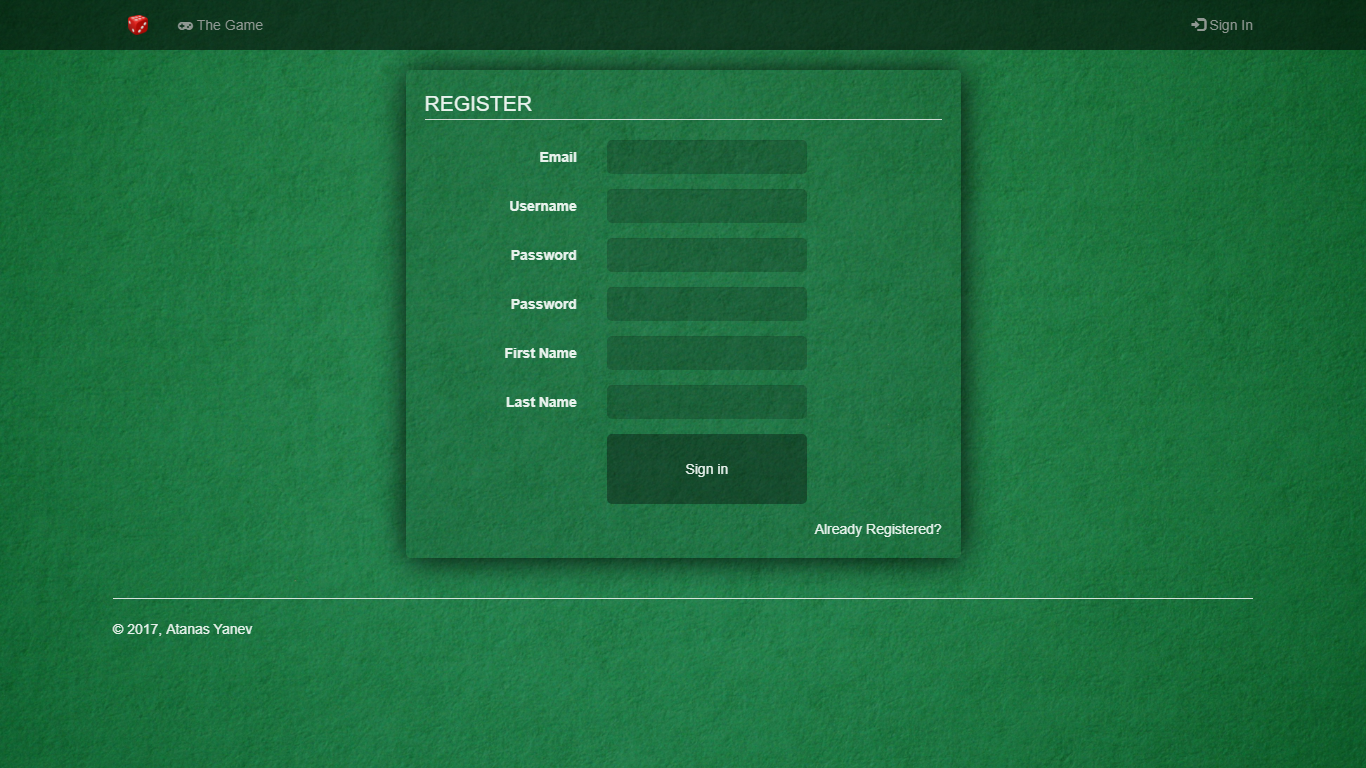 The Game
Sign In
REGISTER
Email
Username
Password
Password
First Name
Last Name
Sign in
Already Registered?
© 2017, Atanas Yanev